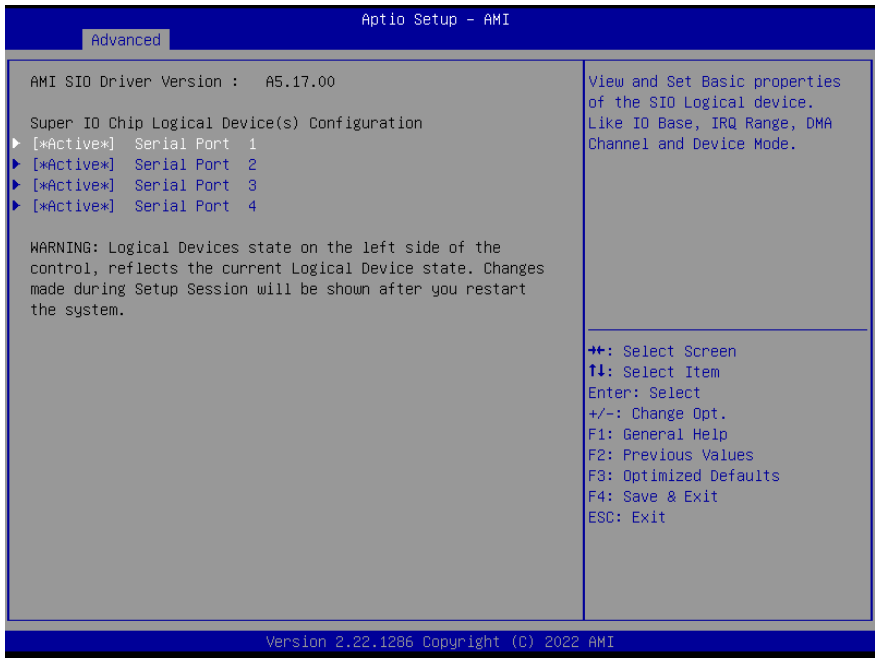 Aptio Setup – AMI
Advanced
AMI SIO Driver Version :   A5.17.00
Super IO Chip Logical Device(s) Configuration
[*Active*]  Serial Port  1
[*Active*]  Serial Port  2
[*Active*]  Serial Port  3
[*Active*]  Serial Port  4
WARNING: Logical Devices state on the left side of the
control, reflects the current Logical Device state. Changes
made during Setup Session will be shown after you restart
the system.
View and Set Basic properties
of the SIO Logical device.
Like IO Base, IRQ Range, DMA
Channel and Device Mode.
→←: Select Screen
↑↓: Select Item
Enter: Select
+/-: Change Opt.
F1: General Help
F2: Previous Values
F3: Optimized Defaults
F4: Save & Exit
ESC: Exit
Version 2.22.1286 Copyright (C) 2022 AMI